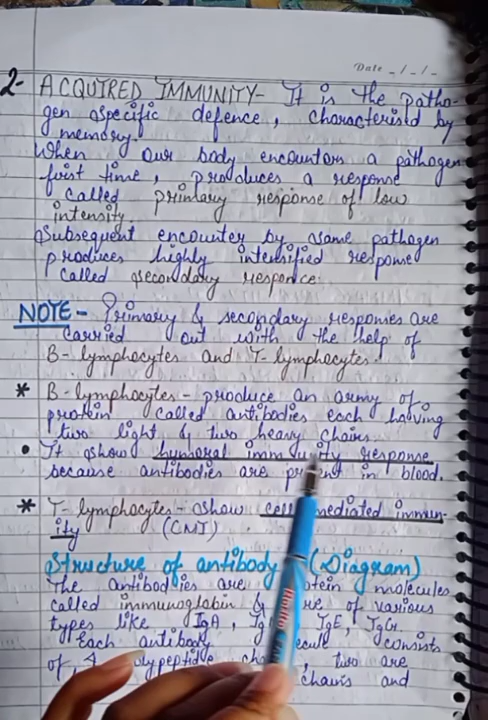 Date _ / _ / _
2- ACQUIRED IMMUNITY- It is the patho-
gen specific defence, characteristd by
memory.
When our body encounters a pathogen
first time, produces a response
called primary response of low
intensity.
Subsequent encounter by same pathogen
produces highly intensified response
called secondary responce.
NOTE- Primary & secondary responses are
carried out with the help of
B-lymphocytes and T-lymphocytes.
* B-lymphocytes - produce an army of
protein called antibodies each having
two light & two heavy chains.
• It show humoral immunity response
because antibodies are present in blood.
* T-lymphocytes - show cell mediated immun-
ity (CMI)
Structure of antibody (Diagram)
The antibodies are protein molecules
called immunoglobin & are of various
types like IgA, IgE, IgG.
Each antibody consists
of 4 two are
chains and